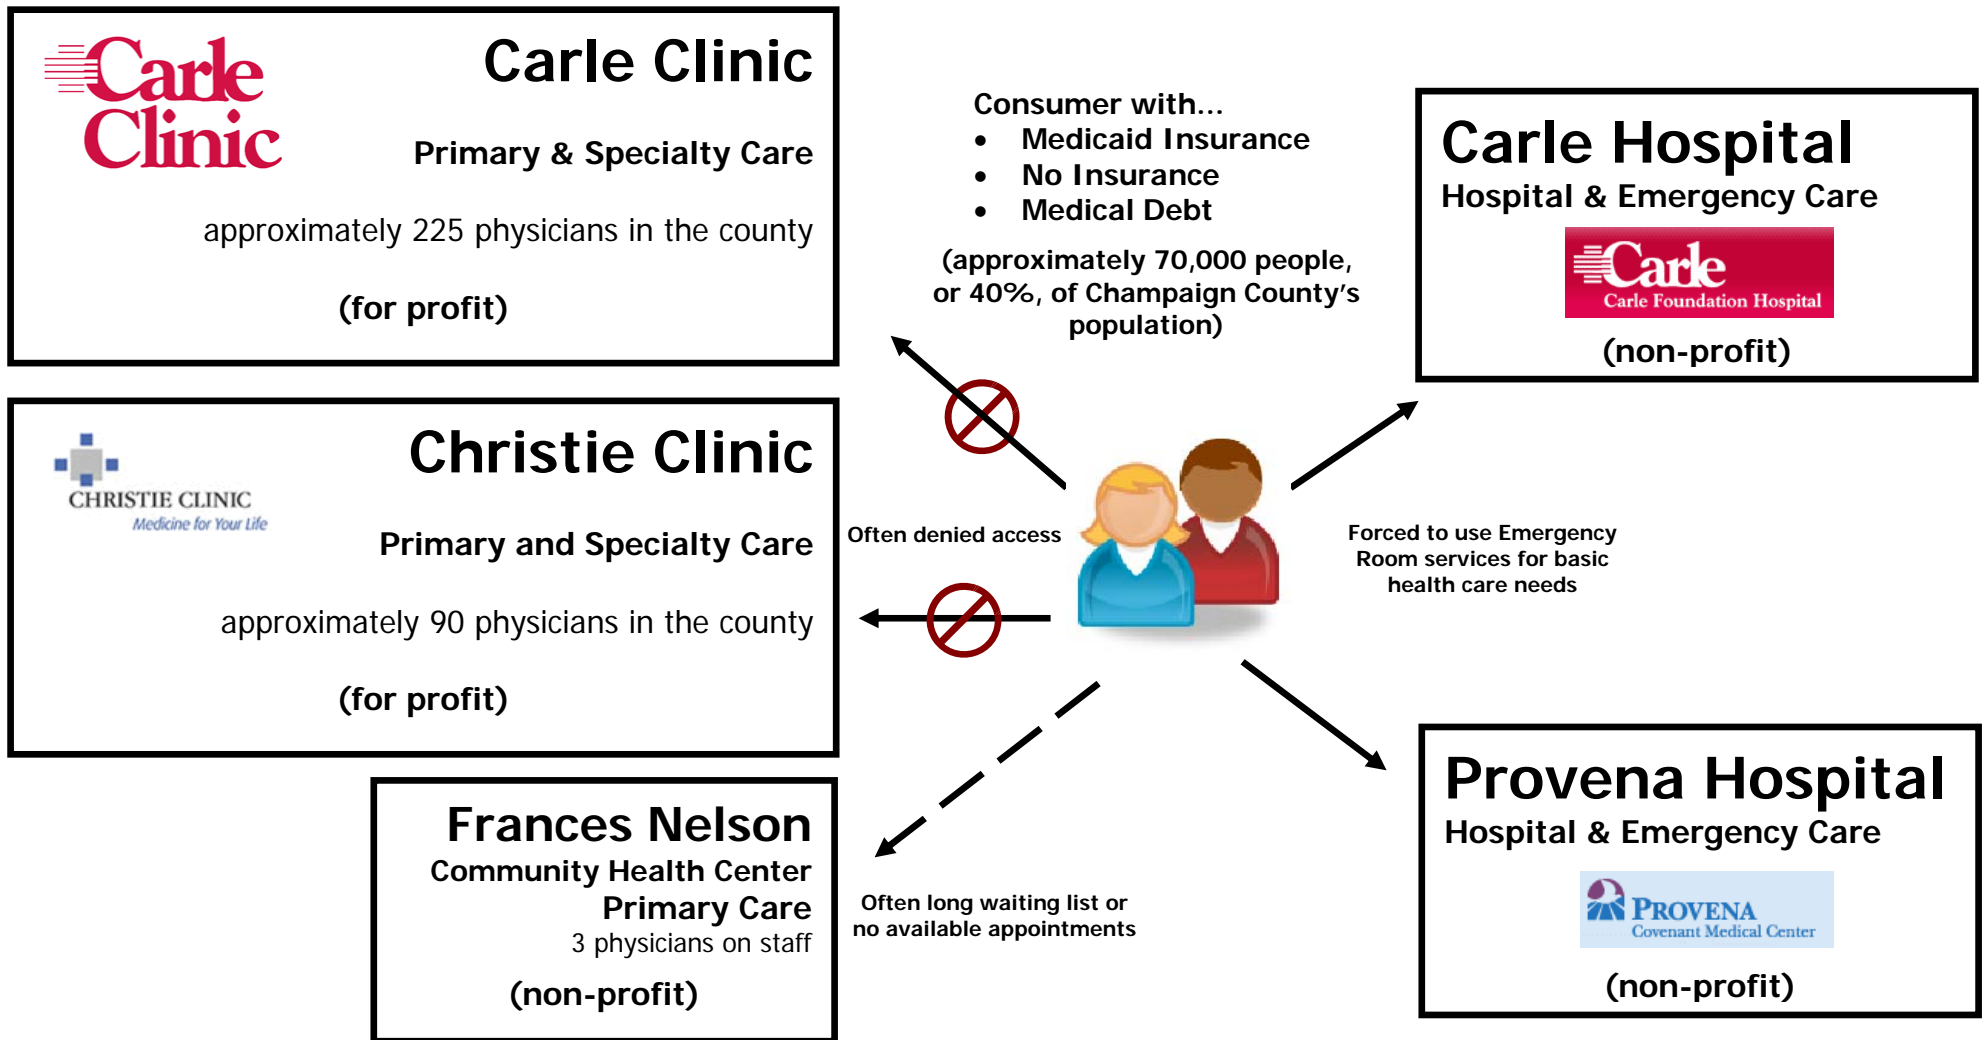 Carle
Clinic
Carle Clinic
Primary & Specialty Care
approximately 225 physicians in the county
(for profit)
CHRISTIE CLINIC
Medicine for Your Life
Christie Clinic
Primary and Specialty Care
approximately 90 physicians in the county
(for profit)
Frances Nelson
Community Health Center
Primary Care
3 physicians on staff
(non-profit)
Consumer with...
• Medicaid Insurance
• No Insurance
• Medical Debt
(approximately 70,000 people,
or 40%, of Champaign County’s
population)
Often denied access
Often long waiting list or
no available appointments
Forced to use Emergency
Room services for basic
health care needs
Carle Hospital
Hospital & Emergency Care
Carle
Carle Foundation Hospital
(non-profit)
Provena Hospital
Hospital & Emergency Care
PROVENA
Covenant Medical Center
(non-profit)